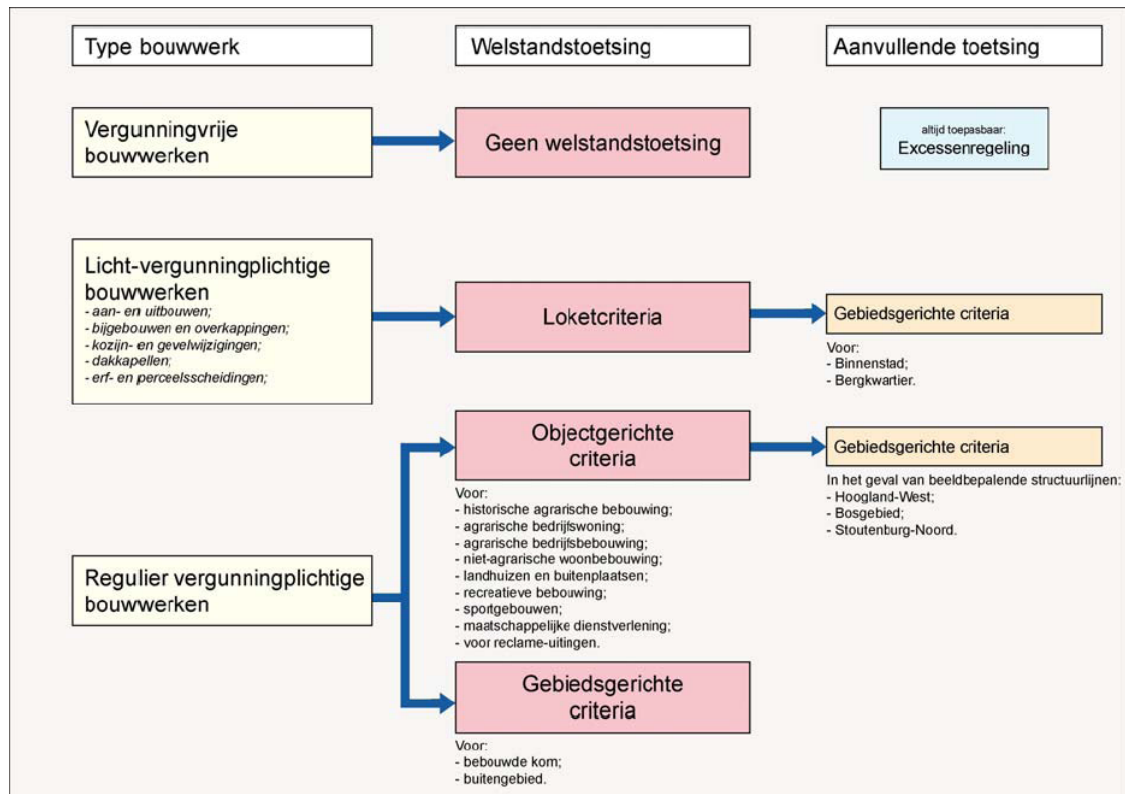 Type bouwwerk
Welstandstoetsing
Aanvullende toetsing
Vergunningvrije
bouwwerken
Geen welstandstoetsing
altijd toepasbaar:
Excessenregeling
Licht-vergunningplichtige
bouwwerken
- aan- en uitbouwen;
- bijgebouwen en overkappingen;
- kozijn- en gevelwijzigingen;
- dakkapellen;
- erf- en perceelsscheidingen;
Loketcriteria
Gebiedsgerichte criteria
Voor:
- Binnenstad;
- Bergkwartier.
Regulier vergunningplichtige
bouwwerken
Objectgerichte
criteria
Voor:
- historische agrarische bebouwing;
- agrarische bedrijfswoning;
- agrarische bedrijfsbebouwing;
- niet-agrarische woonbebouwing;
- landhuizen en buitenplaatsen;
- recreatieve bebouwing;
- sportgebouwen;
- maatschappelijke dienstverlening;
- voor reclame-uitingen.
Gebiedsgerichte criteria
In het geval van beeldbepalende structuurlijnen:
- Hoogland-West;
- Bosgebied;
- Stoutenburg-Noord.
Gebiedsgerichte
criteria
Voor:
- bebouwde kom;
- buitengebied.